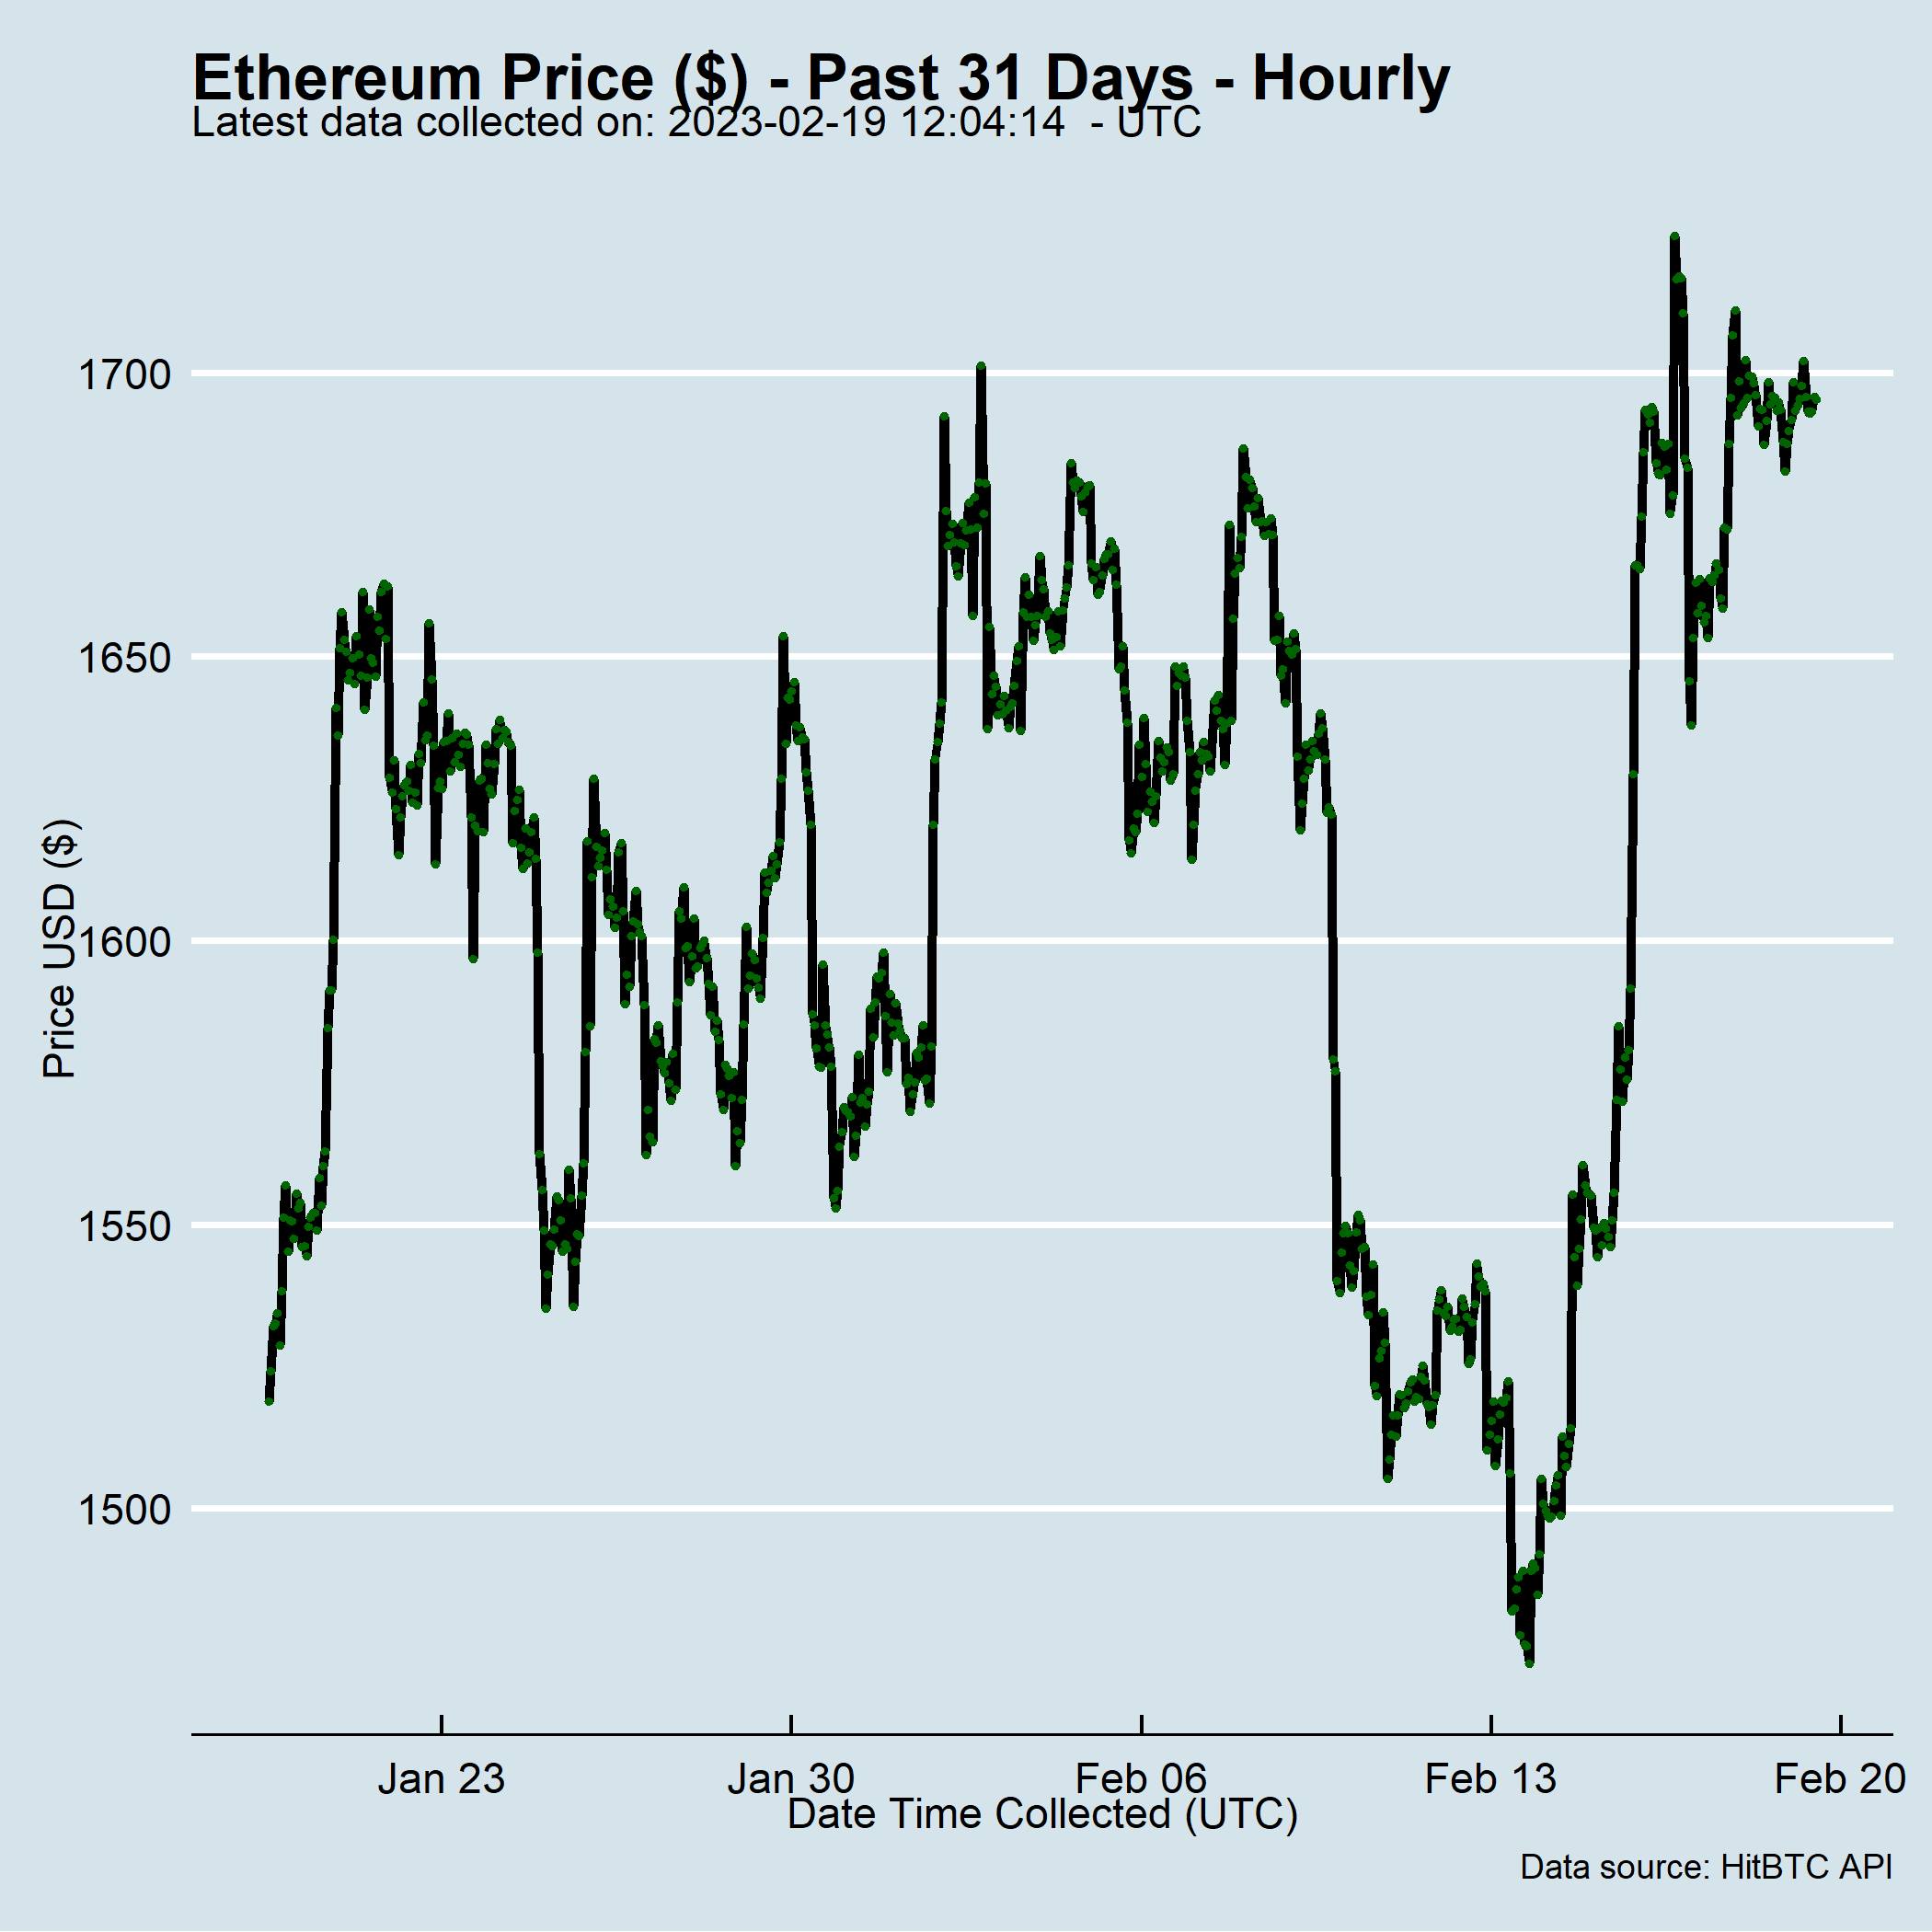 Ethereum Price ($) - Past 31 Days - Hourly
Latest data collected on: 2023-02-19 12:04:14  - UTC
1700
1650
1600
1550
1500
Price USD ($)
Jan 23
Jan 30
Feb 06
Feb 13
Feb 20
Date Time Collected (UTC)
Data source: HitBTC API